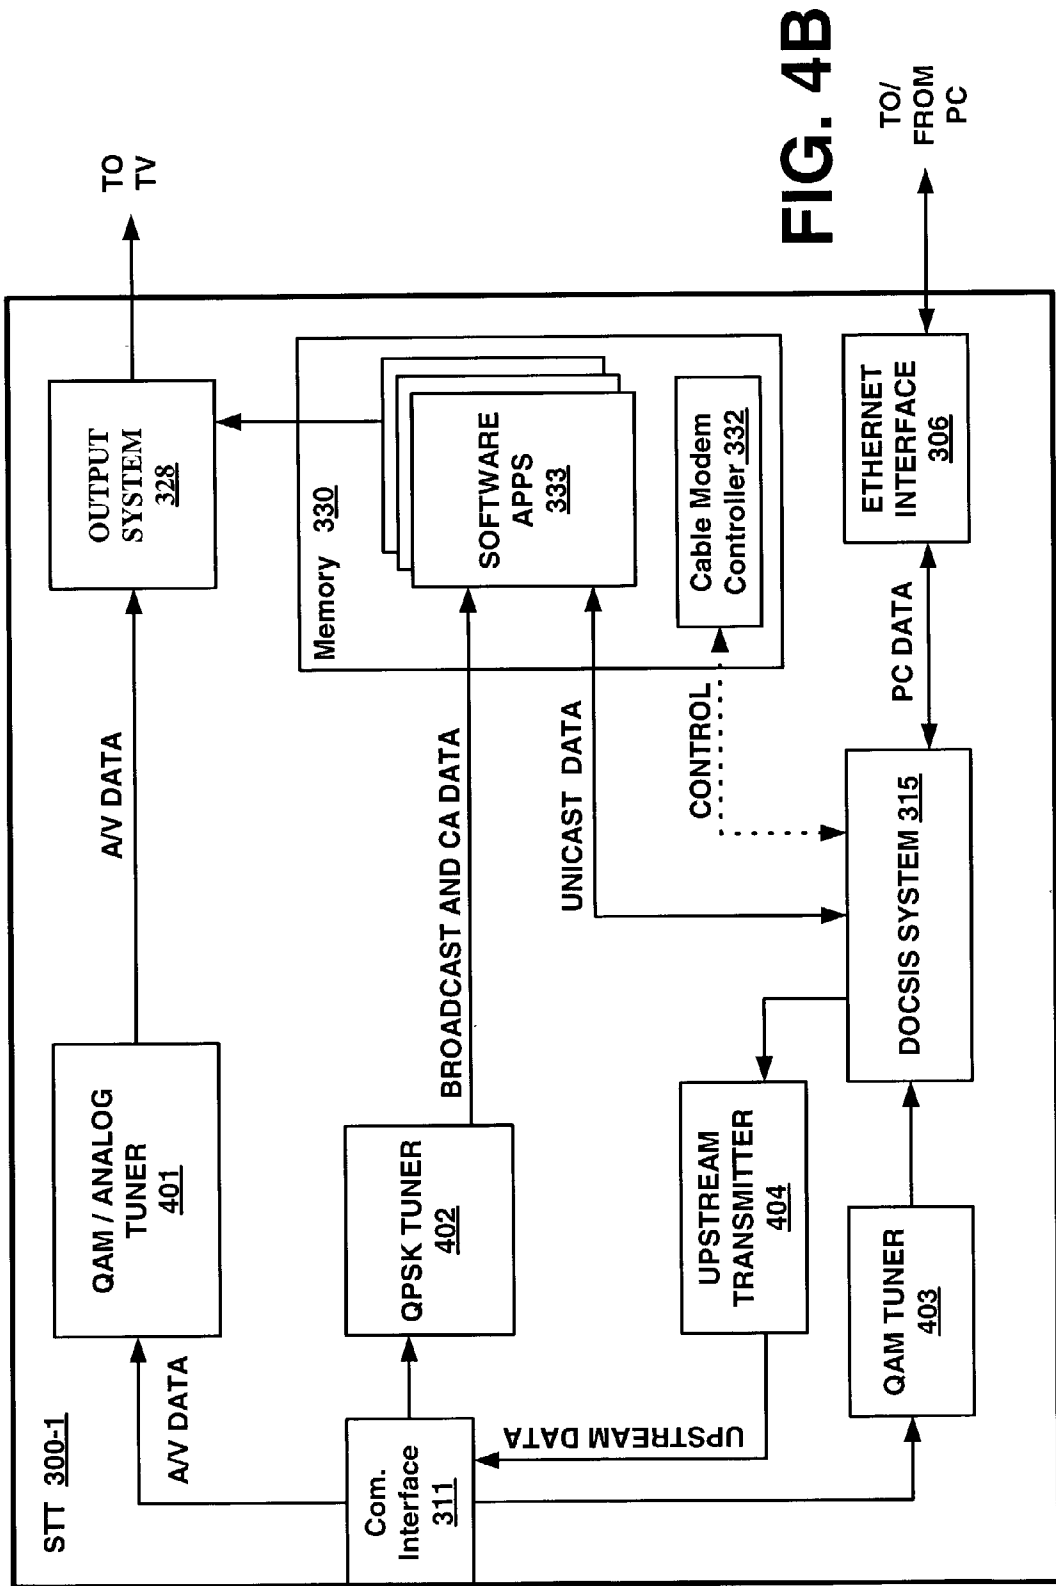 STT 300-1
A/V DATA
QAM / ANALOG
TUNER
401
A/V DATA
OUTPUT
SYSTEM
328
TO
TV
Com.
Interface
311
QPSK TUNER
402
BROADCAST AND CA DATA
Memory 330
SOFTWARE
APPS
333
UNICAST DATA
Cable Modem
Controller 332
CONTROL
UPSTREAM DATA
UPSTREAM
TRANSMITTER
404
QAM TUNER
403
DOCSIS SYSTEM 315
PC DATA
ETHERNET
INTERFACE
306
TO/
FROM
PC
FIG. 4B